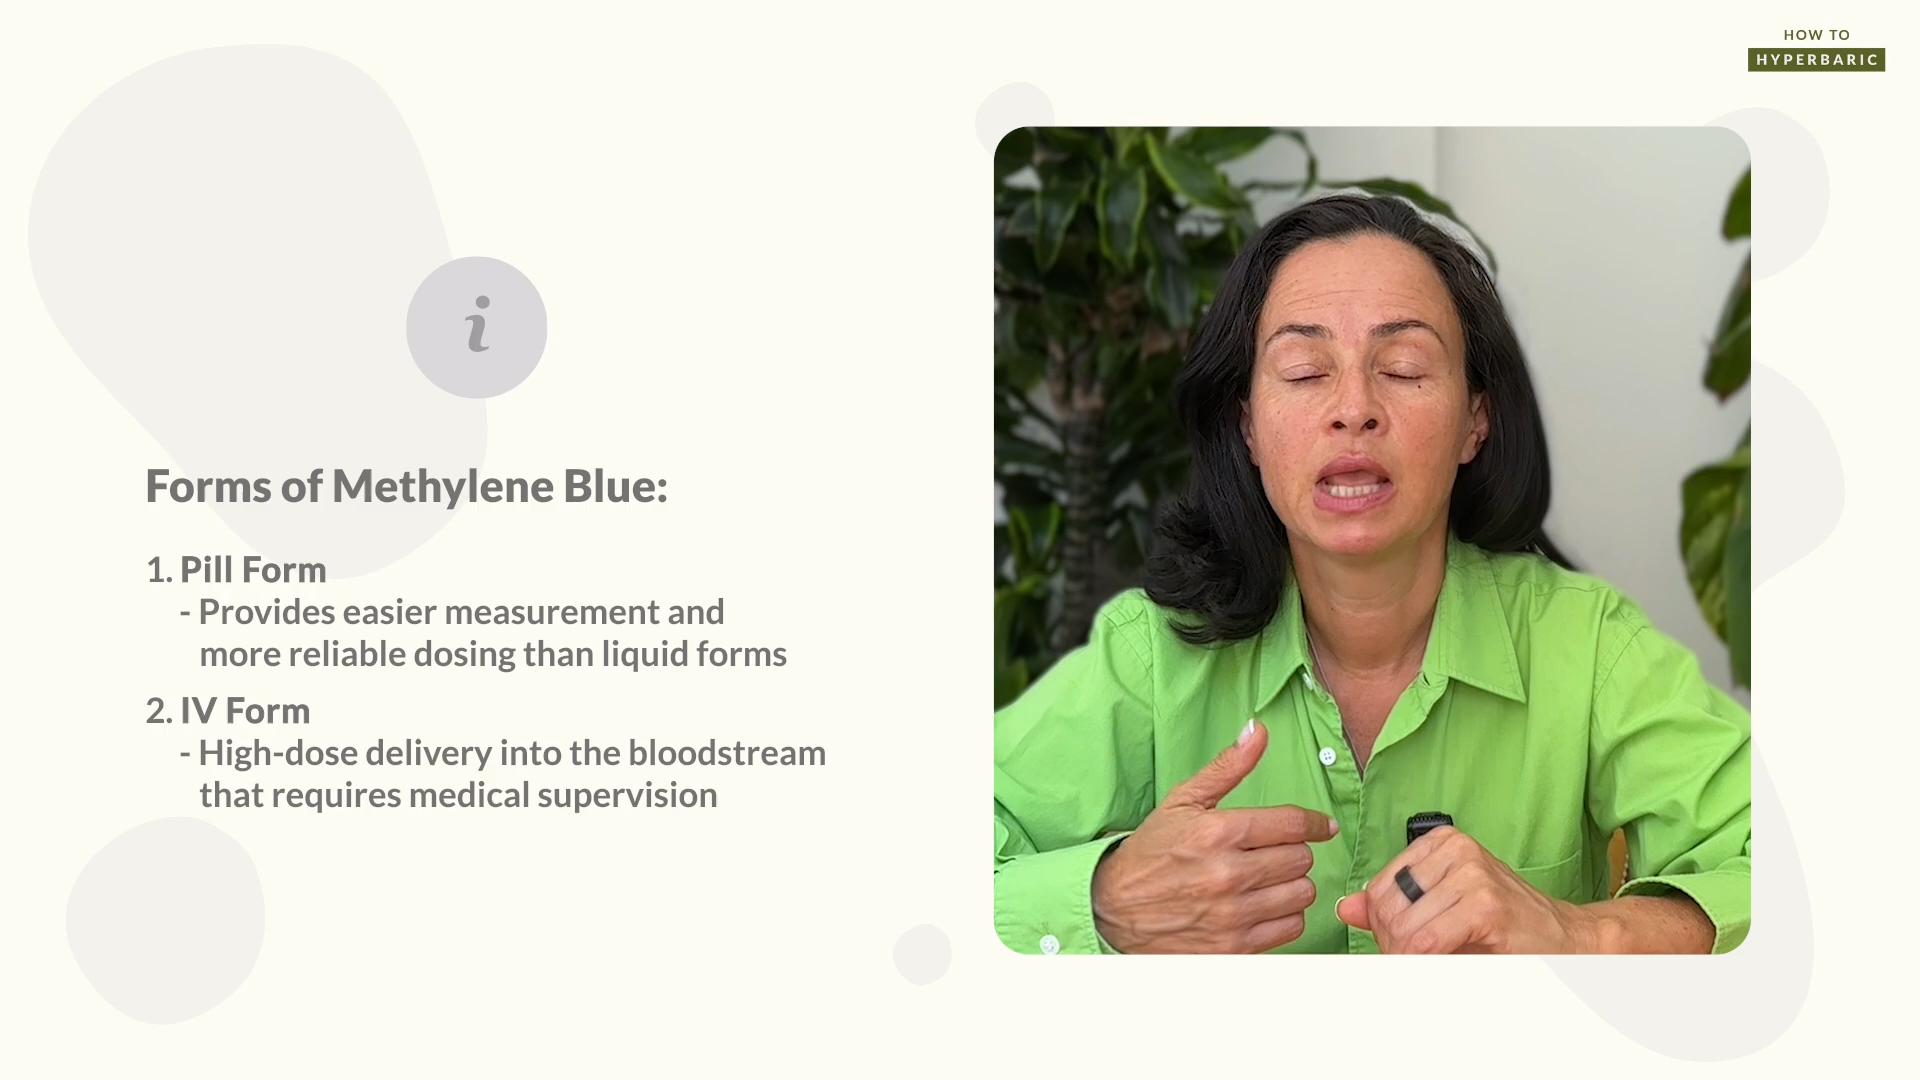 HOW TO
HYPERBARIC
i
Forms of Methylene Blue:
1. Pill Form
- Provides easier measurement and
more reliable dosing than liquid forms
2. IV Form
- High-dose delivery into the bloodstream
that requires medical supervision